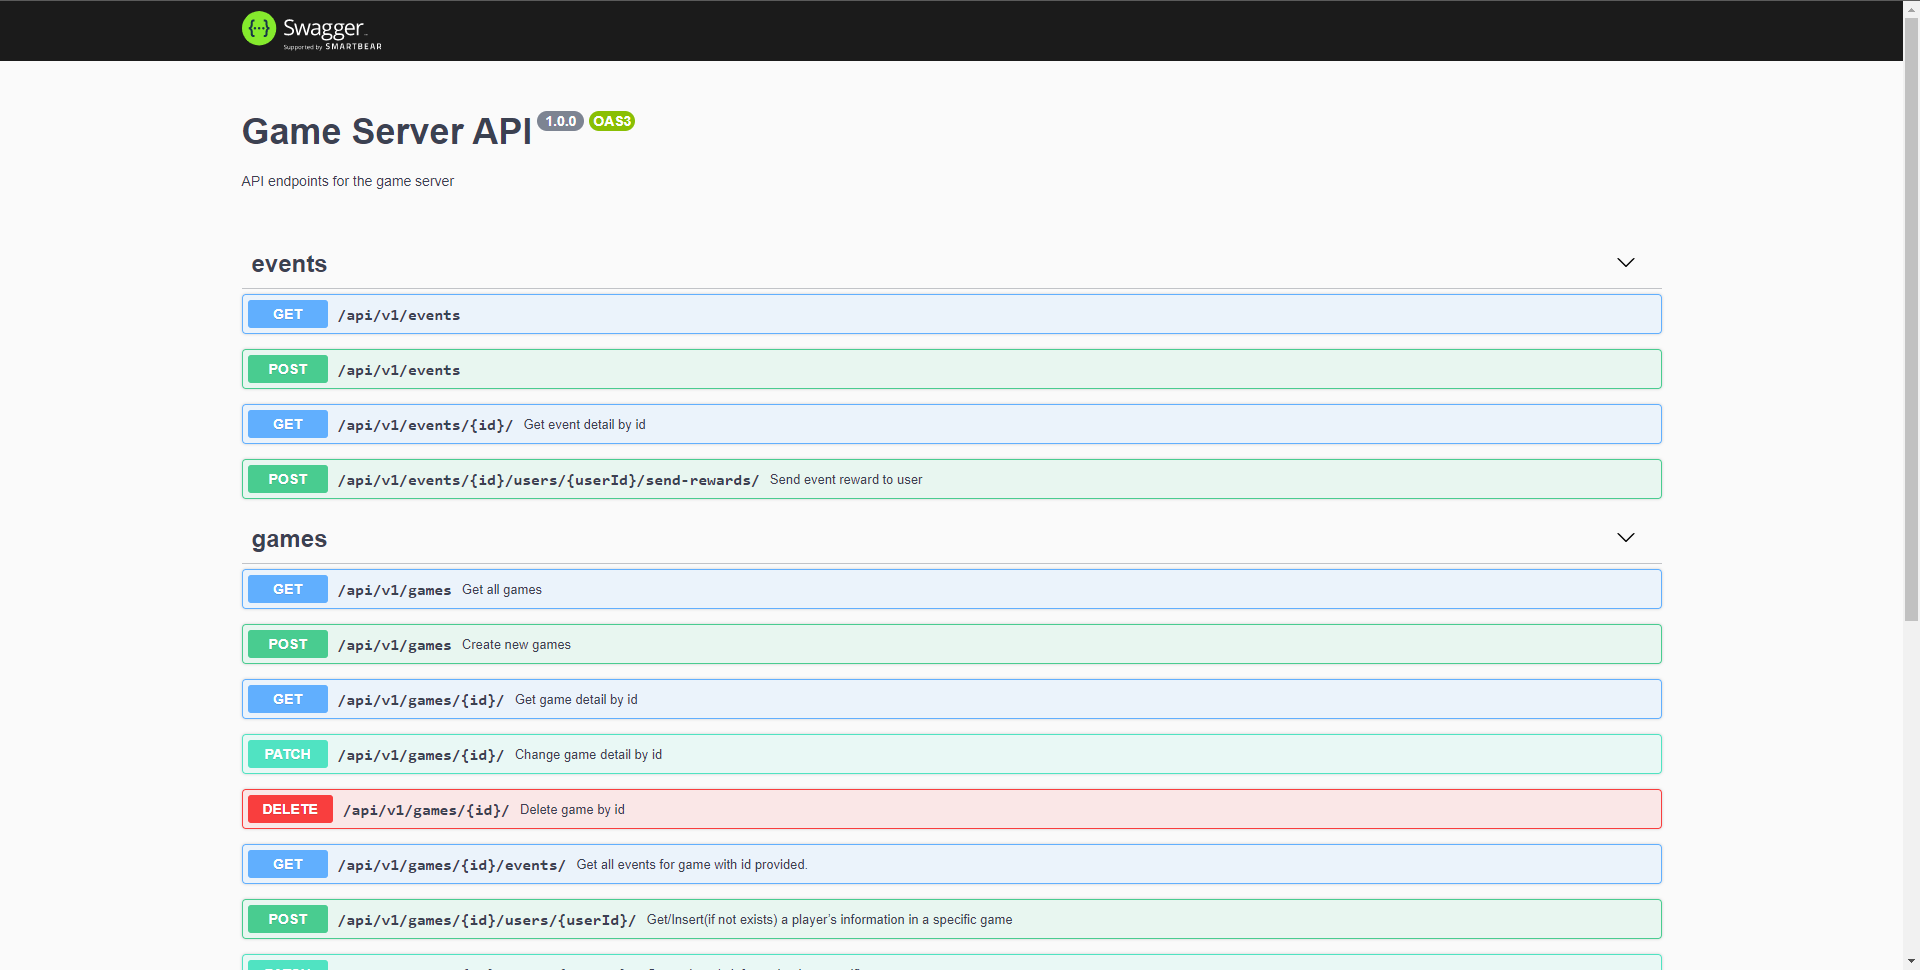 Swagger
Supported by SMARTBEAR
Game Server API 1.0.0 OAS3
API endpoints for the game server
events
GET /api/v1/events
POST /api/v1/events
GET /api/v1/events/{id}/ Get event detail by id
POST /api/v1/events/{id}/users/{userId}/send-rewards/ Send event reward to user
games
GET /api/v1/games Get all games
POST /api/v1/games Create new games
GET /api/v1/games/{id}/ Get game detail by id
PATCH /api/v1/games/{id}/ Change game detail by id
DELETE /api/v1/games/{id}/ Delete game by id
GET /api/v1/games/{id}/events/ Get all events for game with id provided.
POST /api/v1/games/{id}/users/{userId}/ Get/Insert(if not exists) a player's information in a specific game